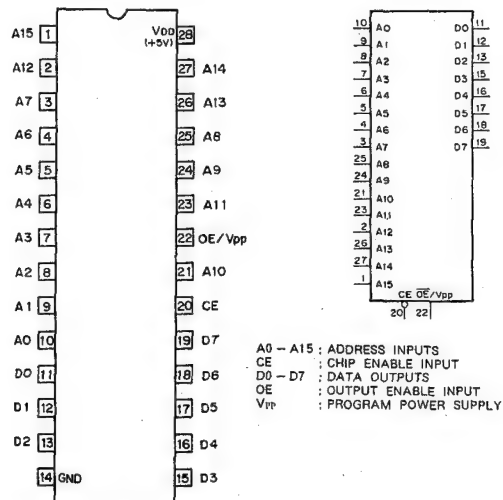 A15 1 VDD (+5V) 28
A12 2 27 A14
A7 3 26 A13
A6 4 25 A8
A5 5 24 A9
A4 6 23 A11
A3 7 22 OE/Vpp
A2 8 21 A10
A1 9 20 CE
A0 10 19 D7
D0 11 18 D6
D1 12 17 D5
D2 13 16 D4
14 GND 15 D3
10 A0 D0 11
9 A1 D1 12
8 A2 D2 13
7 A3 D3 15
6 A4 D4 16
5 A5 D5 17
4 A6 D6 18
3 A7 D7 19
25 A8
24 A9
21 A10
23 A11
2 A12
26 A13
27 A14
1 A15
CE OE/Vpp
20 22
A0 - A15 : ADDRESS INPUTS
CE : CHIP ENABLE INPUT
D0 - D7 : DATA OUTPUTS
OE : OUTPUT ENABLE INPUT
VPP : PROGRAM POWER SUPPLY